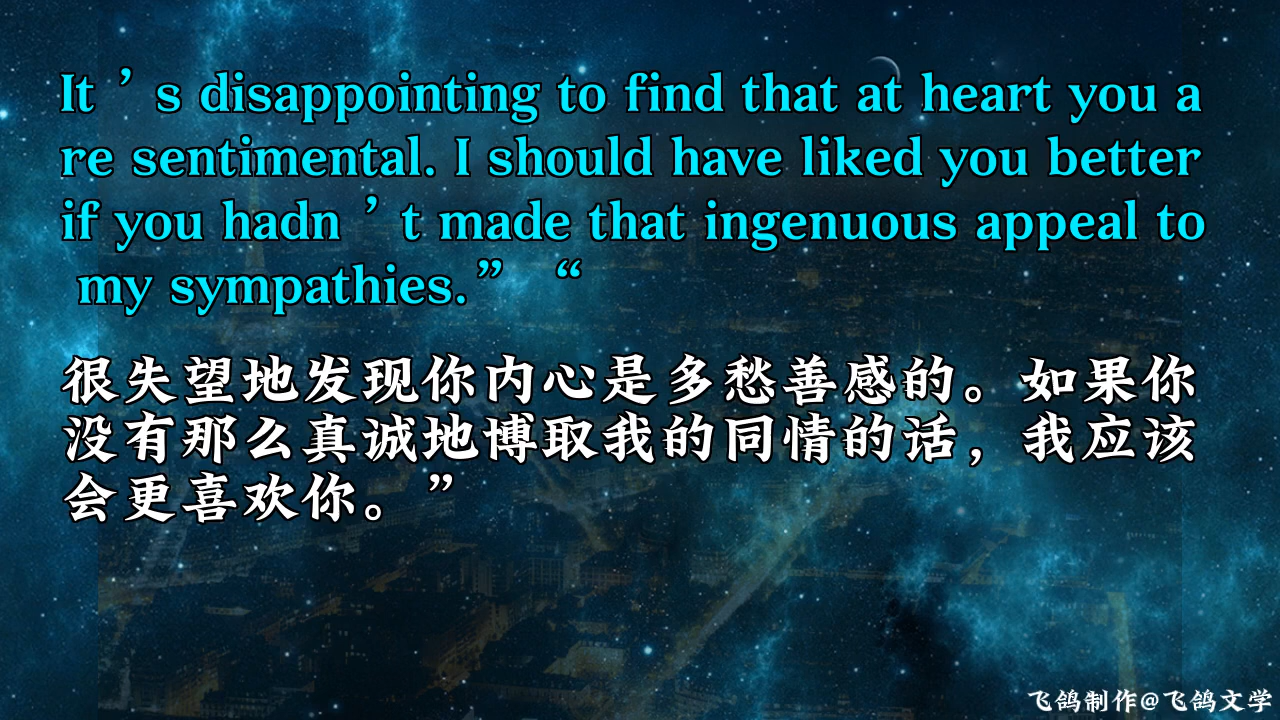 It ’ s disappointing to find that at heart you a
re sentimental. I should have liked you better
if you hadn ’ t made that ingenuous appeal to
my sympathies.” “
很失望地发现你内心是多愁善感的。如果你
没有那么真诚地博取我的同情的话，我应该
会更喜欢你。”
飞鸽制作@飞鸽文学